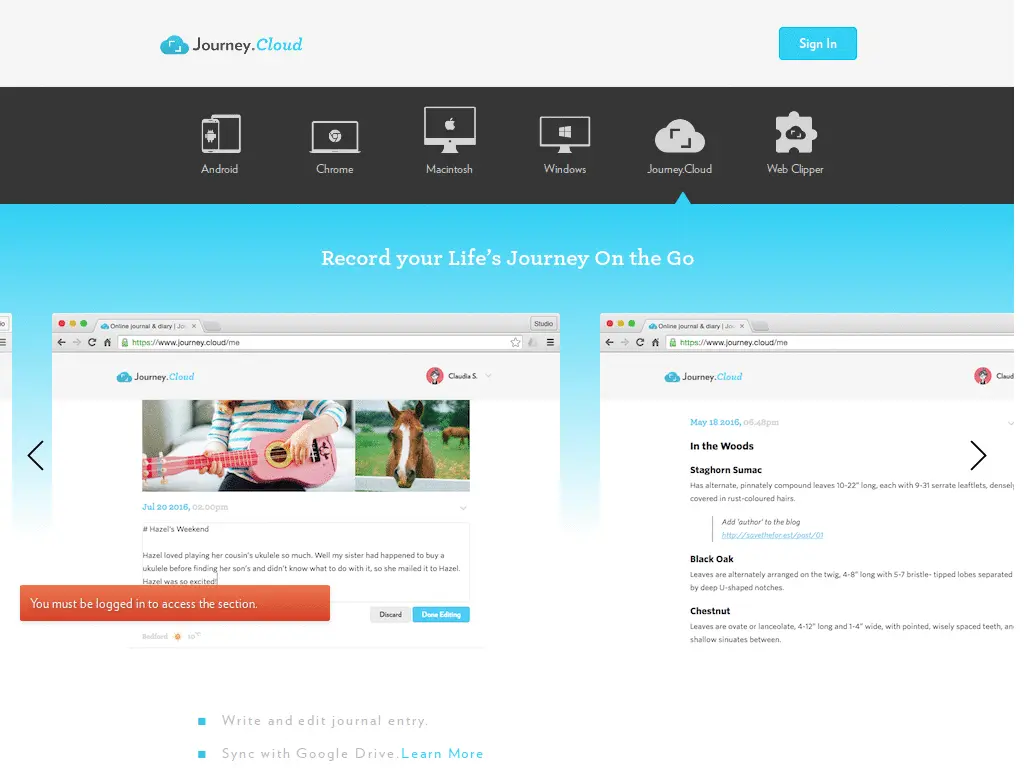 Journey.Cloud
Sign In
Android
Chrome
Macintosh
Windows
Journey.Cloud
Web Clipper
Record your Life's Journey On the Go
Online journal & diary | Jou
Studio
https://www.journey.cloud/me
Journey.Cloud
Claudia S.
Jul 20 2016, 02.00pm
# Hazel's Weekend
Hazel loved playing her cousin's ukulele so much. Well my sister had happened to buy a
ukulele before finding her son's and didn't know what to do with it, so she mailed it to Hazel.
Hazel was so excited!
You must be logged in to access the section.
Discard
Done Editing
Bedford
10°C
Online journal & diary | Jou
https://www.journey.cloud/me
Journey.Cloud
May 18 2016, 06.48pm
In the Woods
Staghorn Sumac
Has alternate, pinnately compound leaves 10-22" long, each with 9-31 serrate leaftlets, densely
covered in rust-coloured hairs.
Add 'author' to the blog
http://savetheforest/post/01
Black Oak
Leaves are alternately arranged on the twig, 4-8" long with 5-7 bristle- tipped lobes separated
by deep U-shaped notches.
Chestnut
Leaves are ovate or lanceolate, 4-12" long and 1-4" wide, with pointed, wisely spaced teeth, and
shallow sinuates between.
Write and edit journal entry.
Sync with Google Drive.Learn More